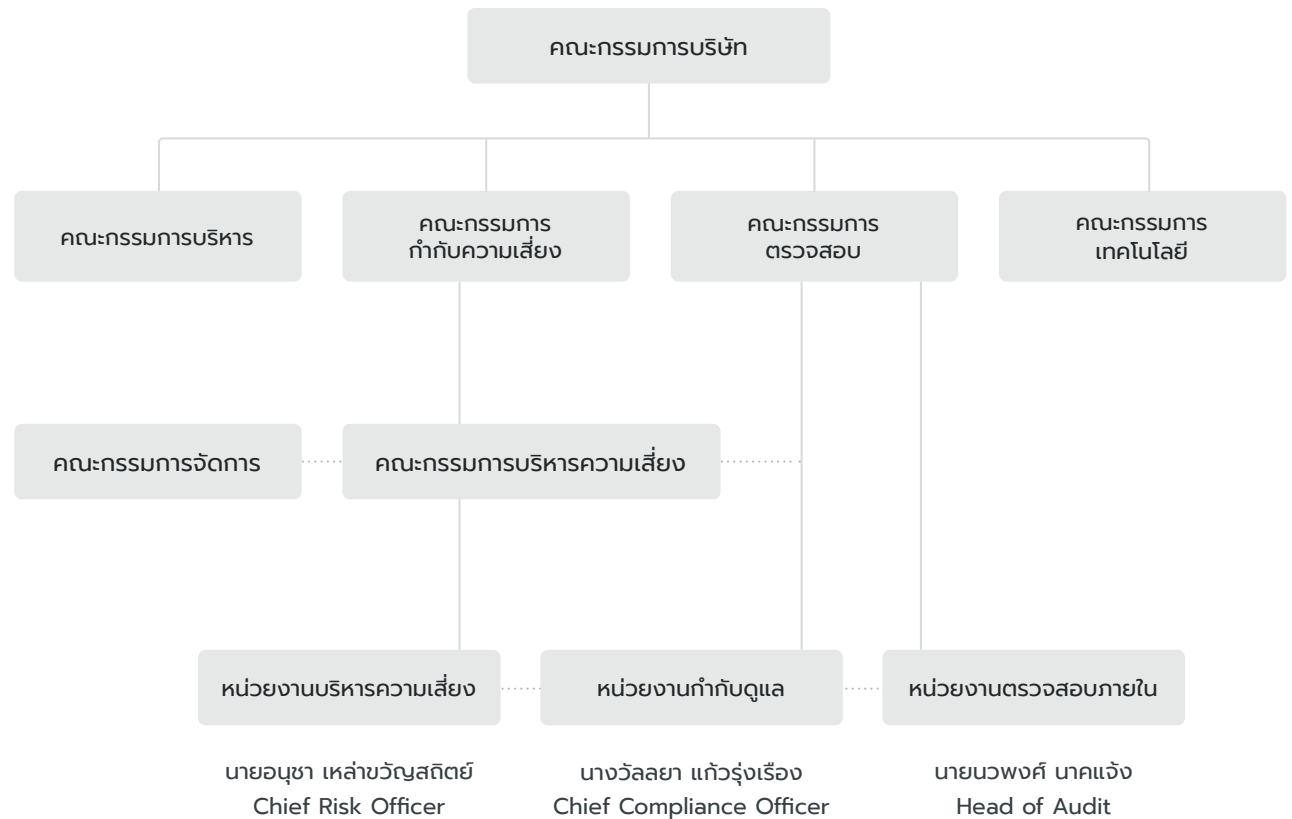 คณะกรรมการบริษัท
คณะกรรมการบริหาร
คณะกรรมการ
กำกับความเสี่ยง
คณะกรรมการ
ตรวจสอบ
คณะกรรมการ
เทคโนโลยี
คณะกรรมการจัดการ
คณะกรรมการบริหารความเสี่ยง
หน่วยงานบริหารความเสี่ยง
หน่วยงานกำกับดูแล
หน่วยงานตรวจสอบภายใน
นายอนุชา เหล่าขวัญสถิตย์
Chief Risk Officer
นางวัลลยา แก้วรุ่งเรือง
Chief Compliance Officer
นายนวพงศ์ นาคแจ้ง
Head of Audit